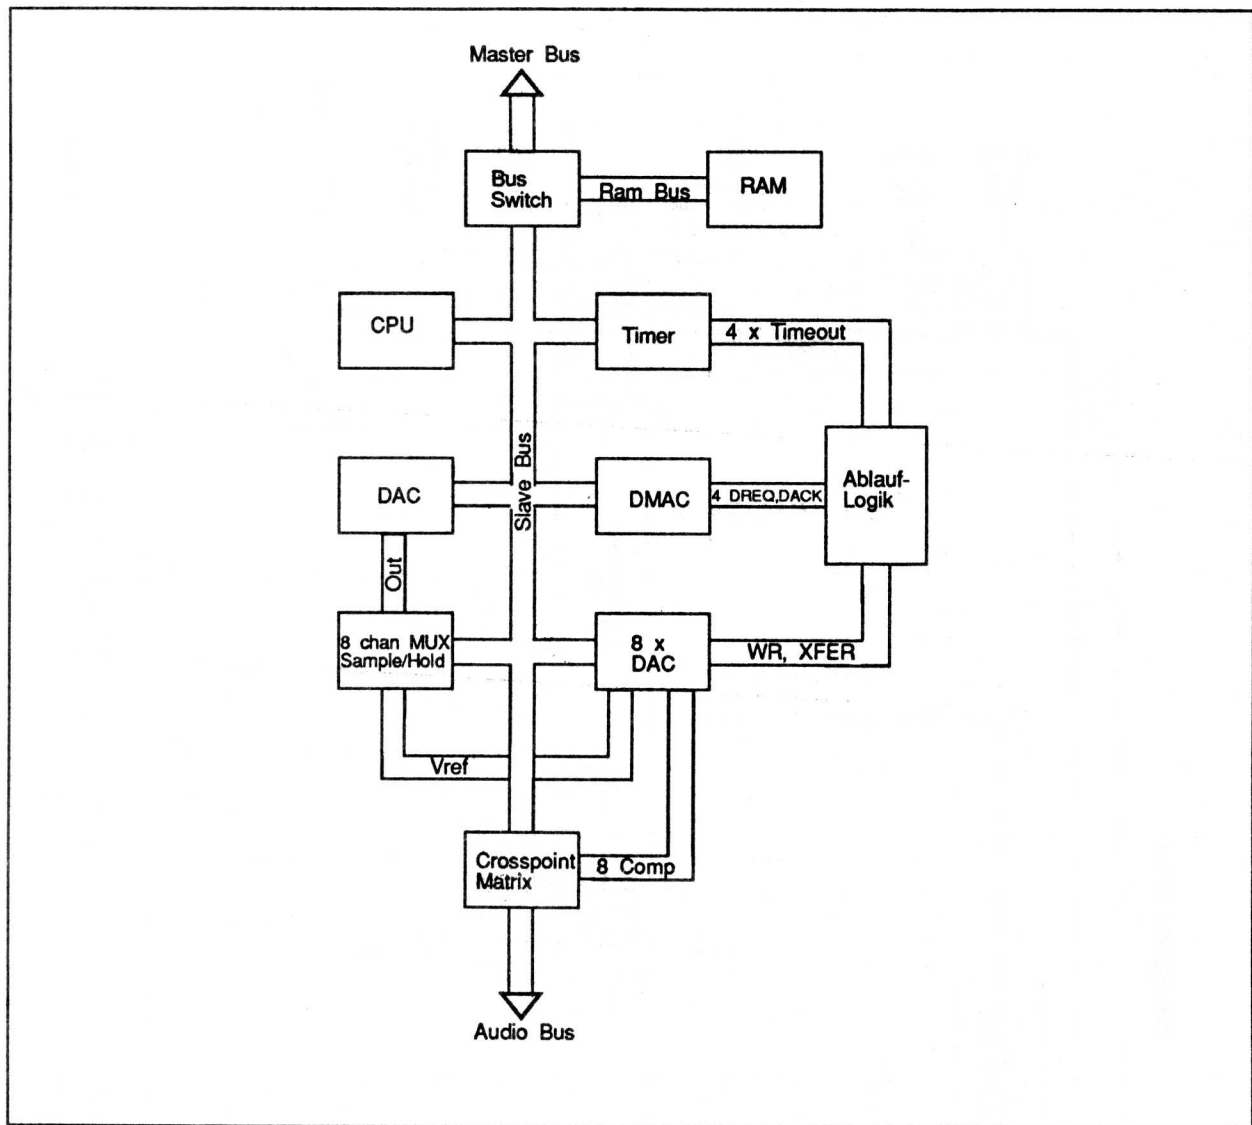 Master Bus
Bus
Switch
Ram Bus
RAM
CPU
Timer
4 x Timeout
Slave Bus
DAC
DMAC
4 DREQ,DACK
Ablauf-
Logik
Out
8 chan MUX
Sample/Hold
8 x
DAC
WR, XFER
Vref
Crosspoint
Matrix
8 Comp
Audio Bus